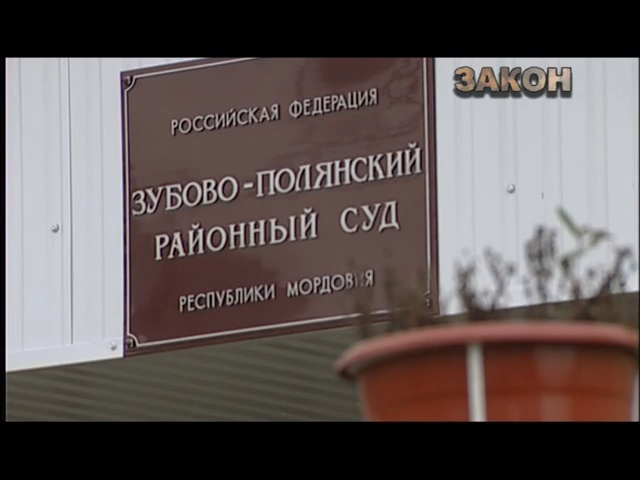 ЗАКОН
РОССИЙСКАЯ ФЕДЕРАЦИЯ
ЗУБОВО-ПОЛЯНСКИЙ
РАЙОННЫЙ СУД
РЕСПУБЛИКИ МОРДОВИЯ